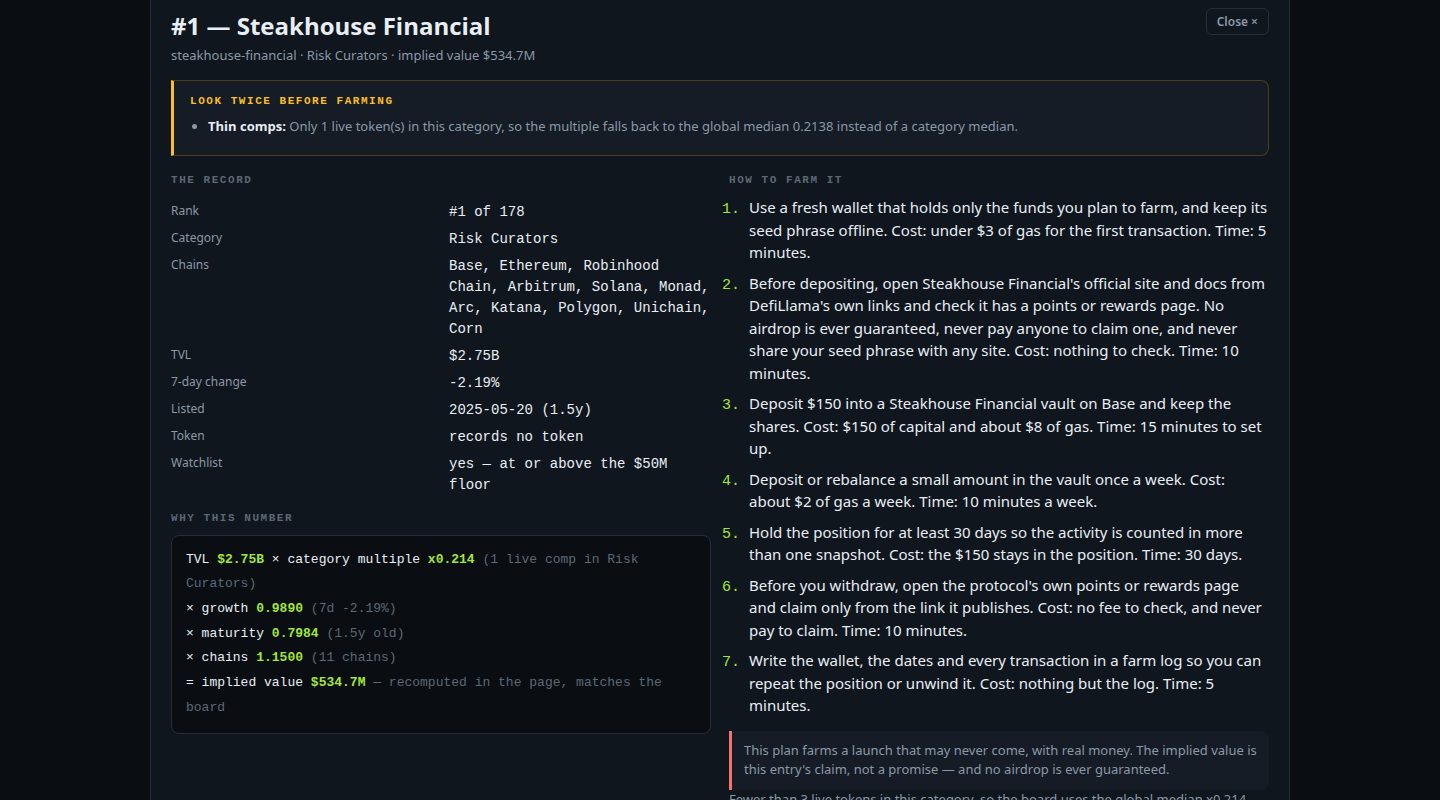 #1 — Steakhouse Financial
Close ×
steakhouse-financial · Risk Curators · implied value $534.7M
LOOK TWICE BEFORE FARMING
• Thin comps: Only 1 live token(s) in this category, so the multiple falls back to the global median 0.2138 instead of a category median.
THE RECORD
Rank #1 of 178
Category Risk Curators
Chains Base, Ethereum, Robinhood
Chain, Arbitrum, Solana, Monad,
Arc, Katana, Polygon, Unichain,
Corn
TVL $2.75B
7-day change -2.19%
Listed 2025-05-20 (1.5y)
Token records no token
Watchlist yes — at or above the $50M
floor
WHY THIS NUMBER
TVL $2.75B × category multiple x0.214 (1 live comp in Risk
Curators)
× growth 0.9890 (7d -2.19%)
× maturity 0.7984 (1.5y old)
× chains 1.1500 (11 chains)
= implied value $534.7M — recomputed in the page, matches the
board
HOW TO FARM IT
1. Use a fresh wallet that holds only the funds you plan to farm, and keep its
seed phrase offline. Cost: under $3 of gas for the first transaction. Time: 5
minutes.
2. Before depositing, open Steakhouse Financial's official site and docs from
DefiLlama's own links and check it has a points or rewards page. No
airdrop is ever guaranteed, never pay anyone to claim one, and never
share your seed phrase with any site. Cost: nothing to check. Time: 10
minutes.
3. Deposit $150 into a Steakhouse Financial vault on Base and keep the
shares. Cost: $150 of capital and about $8 of gas. Time: 15 minutes to set
up.
4. Deposit or rebalance a small amount in the vault once a week. Cost:
about $2 of gas a week. Time: 10 minutes a week.
5. Hold the position for at least 30 days so the activity is counted in more
than one snapshot. Cost: the $150 stays in the position. Time: 30 days.
6. Before you withdraw, open the protocol's own points or rewards page
and claim only from the link it publishes. Cost: no fee to check, and never
pay to claim. Time: 10 minutes.
7. Write the wallet, the dates and every transaction in a farm log so you can
repeat the position or unwind it. Cost: nothing but the log. Time: 5
minutes.
This plan farms a launch that may never come, with real money. The implied value is
this entry's claim, not a promise — and no airdrop is ever guaranteed.
Fewer than 3 live tokens in this category, so the board uses the global median x0.214